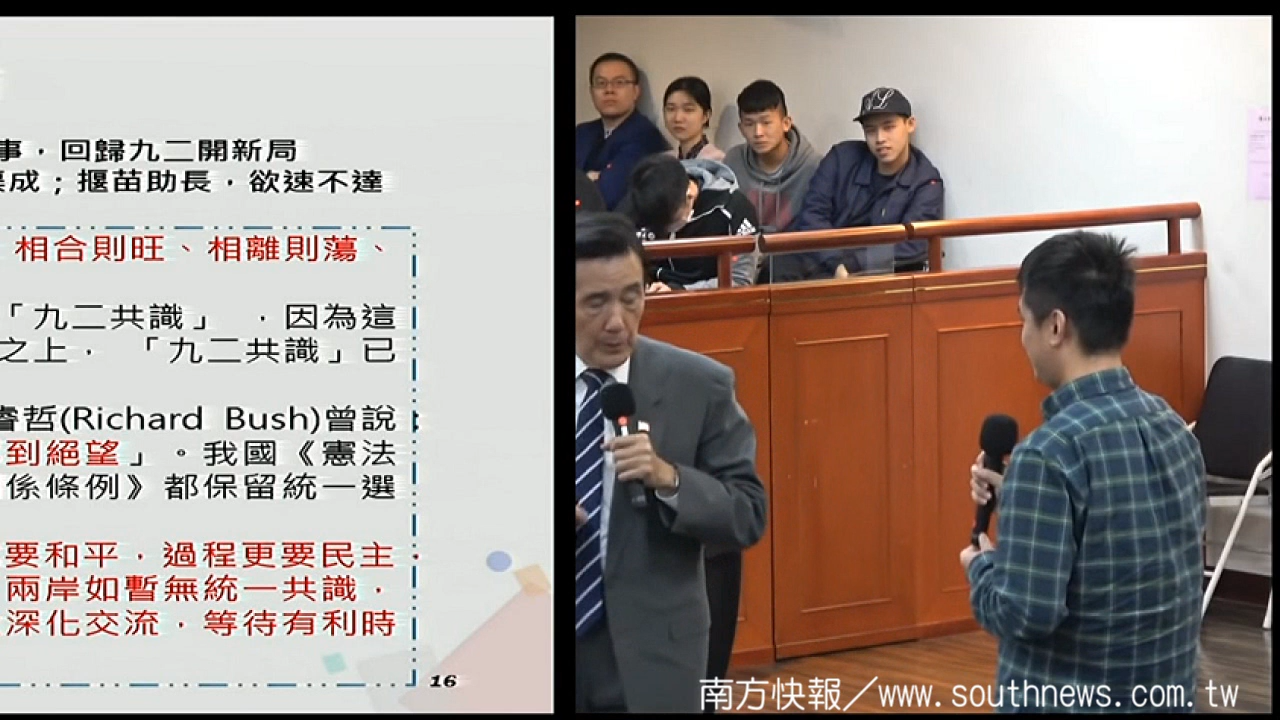 事，回歸九二開新局
成；揠苗助長，欲速不達
相合則旺、相離則蕩、
「九二共識」，因為這
之上，「九二共識」已
睿哲(Richard Bush)曾說：
到絕望」。我國《憲法
係條例》都保留統一選
要和平，過程更要民主，
兩岸如暫無統一共識，
深化交流，等待有利時
16
AL
南方快報／www.southnews.com.tw